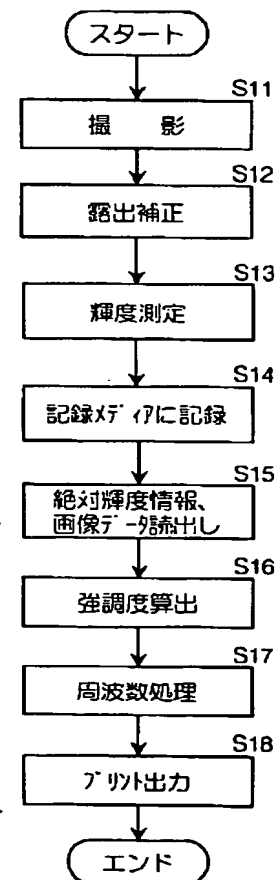 スタート
S11
撮 影
S12
露出補正
S13
輝度測定
S14
記録メディアに記録
S15
絶対輝度情報、
画像データ読出し
S16
強調度算出
S17
周波数処理
S18
プリント出力
エンド